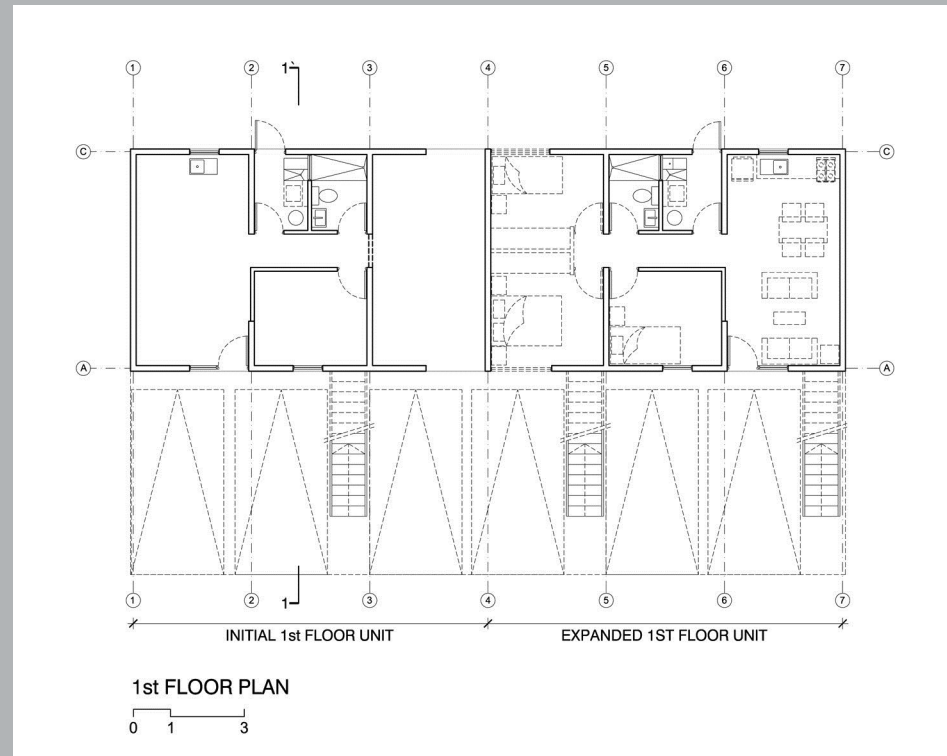 1 2 3 4 5 6 7
1`
C C
A A
1 2 3 4 5 6 7
1
INITIAL 1st FLOOR UNIT EXPANDED 1ST FLOOR UNIT
1st FLOOR PLAN
0 1 3